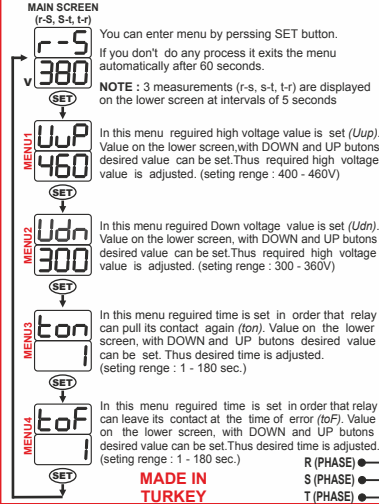 MAIN SCREEN
(r-S, S-t, t-r)
r-S
V 380
SET
You can enter menu by perssing SET button.
If you don't do any process it exits the menu
automatically after 60 seconds.
NOTE : 3 measurements (r-s, s-t, t-r) are displayed
on the lower screen at intervals of 5 seconds
MENU1
UuP
460
SET
In this menu reguired high voltage value is set (Uup).
Value on the lower screen,with DOWN and UP butons
desired value can be set.Thus required high voltage
value is adjusted. (seting renge : 400 - 460V)
MENU2
Udn
300
SET
In this menu reguired Down voltage value is set (Udn).
Value on the lower screen, with DOWN and UP butons
desired value can be set.Thus required high voltage
value is adjusted. (seting renge : 300 - 360V)
MENU3
ton
1
SET
In this menu reguired time is set in order that relay
can pull its contact again (ton). Value on the lower
screen, with DOWN and UP butons desired value
can be set. Thus desired time is adjusted.
(seting renge : 1 - 180 sec.)
MENU4
toF
1
SET
In this menu reguired time is set in order that relay
can leave its contact at the time of error (toF). Value
on the lower screen, with DOWN and UP butons
desired value can be set.Thus desired time is adjusted.
(seting renge : 1 - 180 sec.)
MADE IN
TURKEY
R (PHASE)
S (PHASE)
T (PHASE)